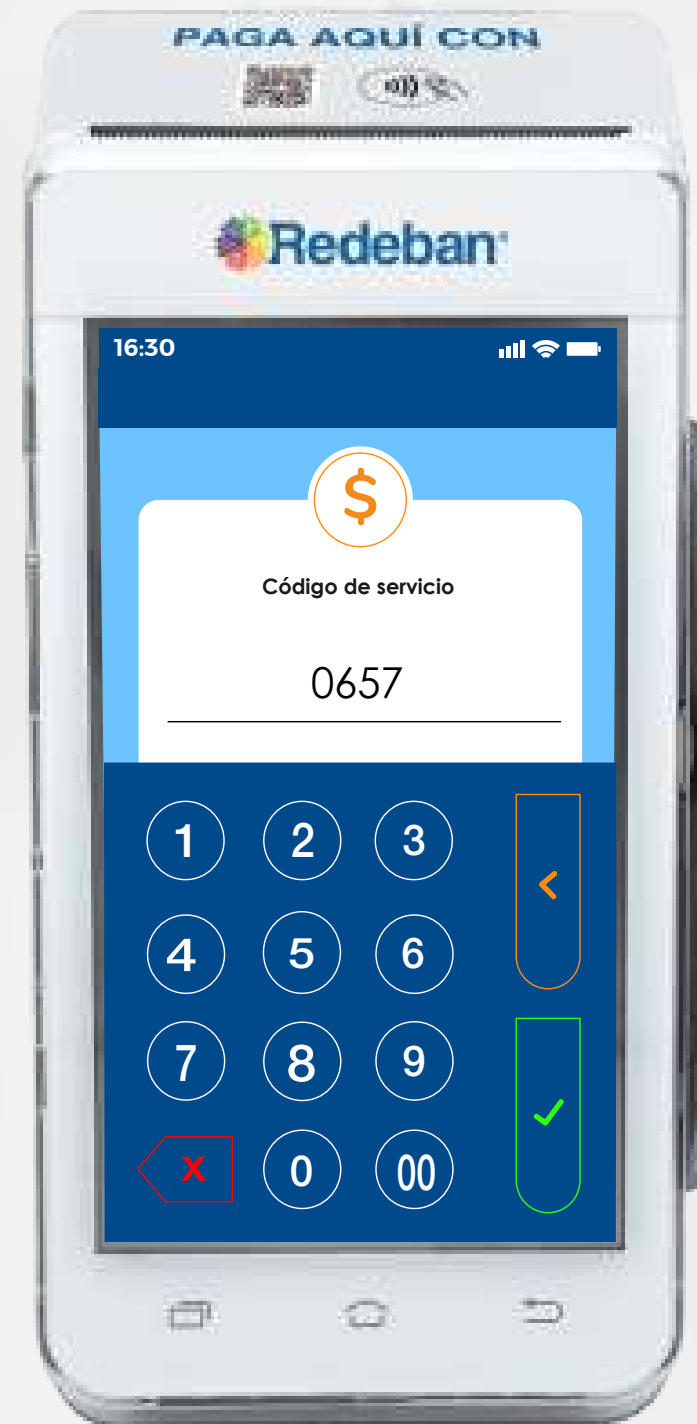 PAGA AQUÍ CON
Redeban
16:30
$
Código de servicio
0657
1 2 3
<
4 5 6
7 8 9
X 0 00